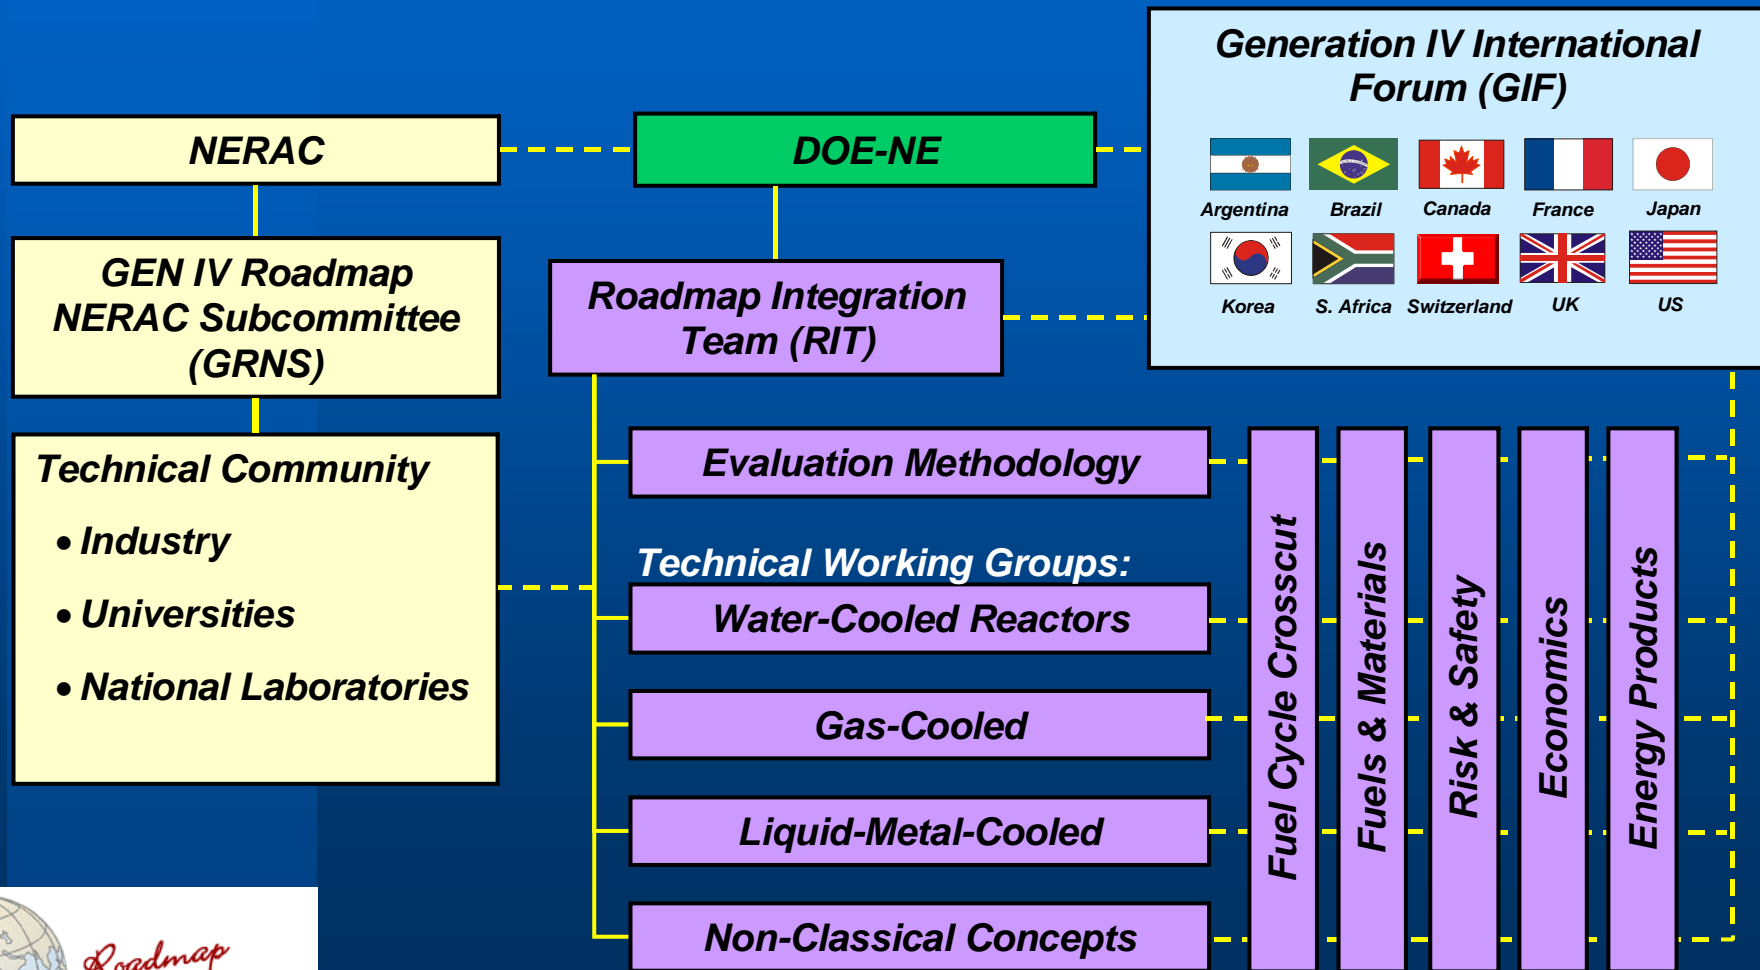 Generation IV International
Forum (GIF)
NERAC
DOE-NE
Argentina
Brazil
Canada
France
Japan
Korea
S. Africa
Switzerland
UK
US
GEN IV Roadmap
NERAC Subcommittee
(GRNS)
Roadmap Integration
Team (RIT)
Technical Community
• Industry
• Universities
• National Laboratories
Evaluation Methodology
Technical Working Groups:
Water-Cooled Reactors
Gas-Cooled
Liquid-Metal-Cooled
Non-Classical Concepts
Fuel Cycle Crosscut
Fuels & Materials
Risk & Safety
Economics
Energy Products
Roadmap